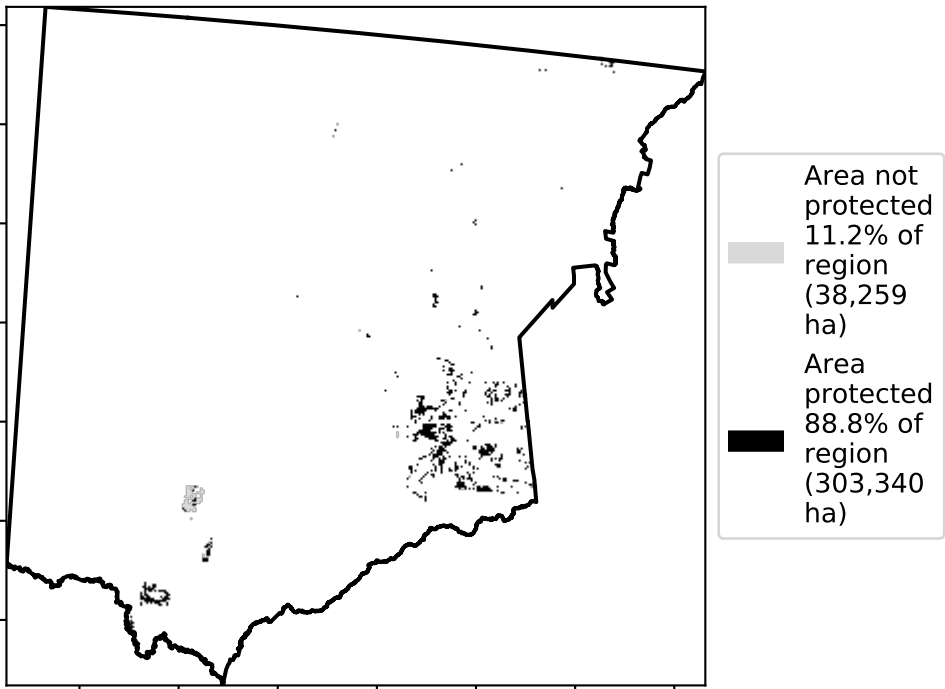 Area not
protected
11.2% of
region
(38,259
ha)
Area
protected
88.8% of
region
(303,340
ha)